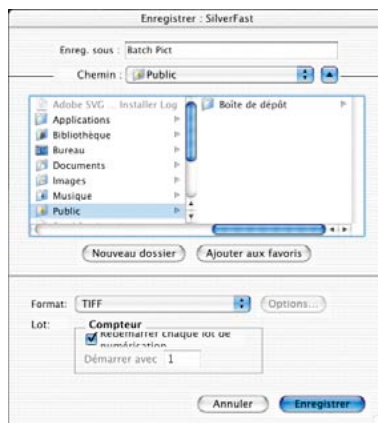 Enregistrer : SilverFast
Enreg. sous : Batch Pict
Chemin : Public
Adobe SVG ... Installer Log
Applications
Bibliothèque
Bureau
Documents
Images
Musique
Public
Boîte de dépôt
Nouveau dossier
Ajouter aux favoris
Format: TIFF
Options...
Lot: Compteur
Redémarrer chaque lot de
numérisation
Démarrer avec 1
Annuler
Enregistrer